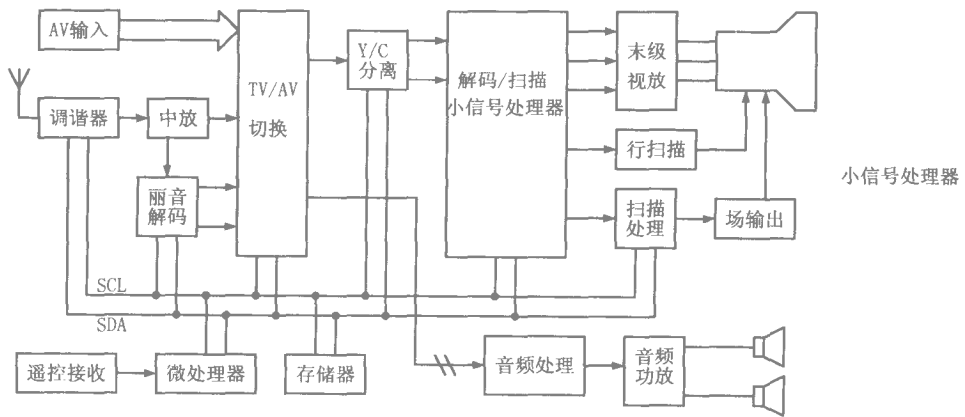 AV输入
TV/AV
切换
Y/C
分离
解码/扫描
小信号处理器
末级
视放
调谐器
中放
行扫描
小信号处理器
丽音
解码
扫描
处理
场输出
SCL
SDA
遥控接收
微处理器
存储器
音频处理
音频
功放